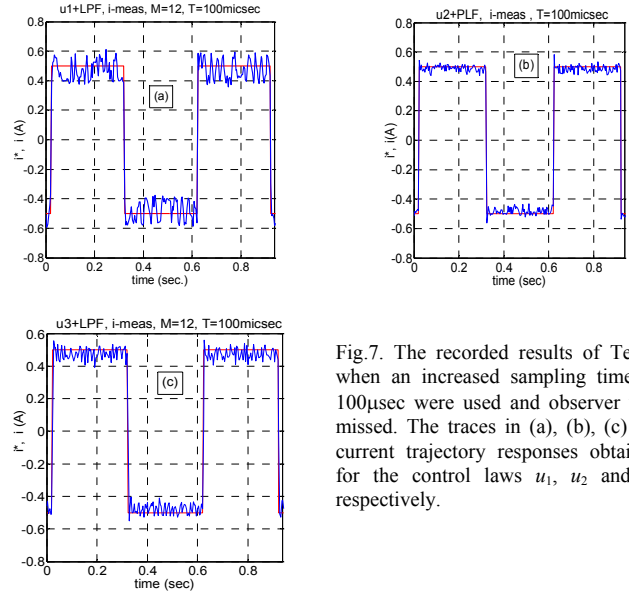 u1+LPF, i-meas, M=12, T=100micsec
0.8
0.6
0.4
0.2
0
-0.2
-0.4
-0.6
-0.8
i*, i(A)
(a)
0 0.2 0.4 0.6 0.8
time (sec.)
u2+PLF, i-meas , T=100micsec
0.8
0.6
0.4
0.2
0
-0.2
-0.4
-0.6
-0.8
i*, i (A)
(b)
0 0.2 0.4 0.6 0.8
time (sec)
u3+LPF, i-meas, M=12, T=100micsec
0.6
0.4
0.2
0
-0.2
-0.4
-0.6
-0.8
i*, i (A)
(c)
0 0.2 0.4 0.6 0.8
time (sec)
Fig.7. The recorded results of Te
when an increased sampling time
100μsec were used and observer
missed. The traces in (a), (b), (c)
current trajectory responses obtai
for the control laws u1, u2 and
respectively.